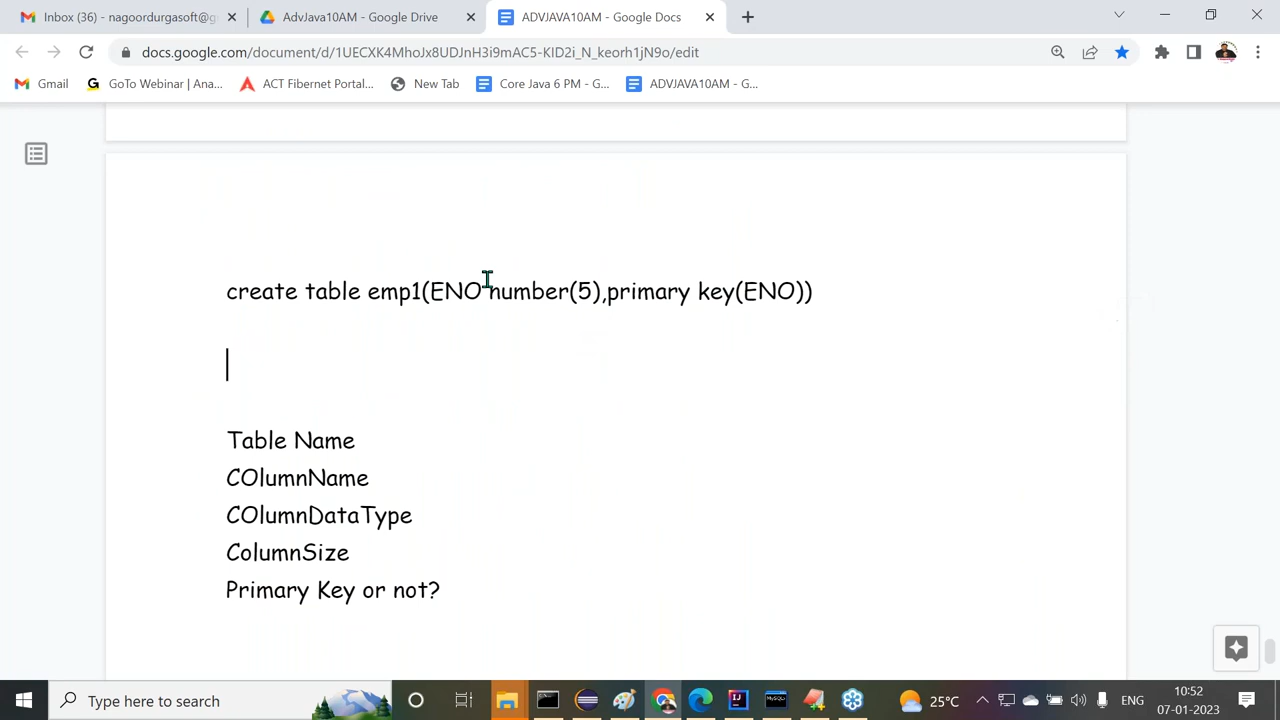 Inbox (36) - nagoordurgasoft@g
AdvJava10AM - Google Drive
ADVJAVA10AM - Google Docs
docs.google.com/document/d/1UECXK4MhoJx8UDJnH3i9mAC5-KID2i_N_keorh1jN9o/edit
Gmail
GoTo Webinar | Ana...
ACT Fibernet Portal...
New Tab
Core Java 6 PM - G...
ADVJAVA10AM - G...
create table emp1(ENO number(5),primary key(ENO))
Table Name
COlumnName
COlumnDataType
ColumnSize
Primary Key or not?
Type here to search
25°C
ENG
10:52
07-01-2023